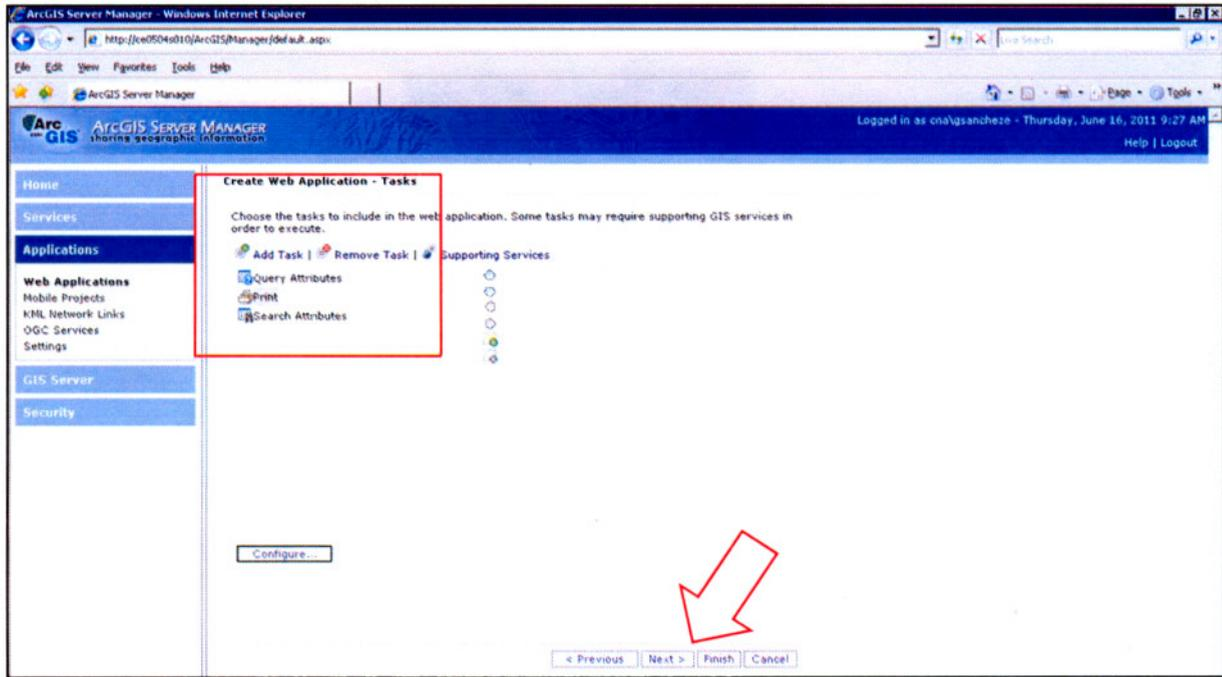 ArcGIS Server Manager - Windows Internet Explorer
http://ce0504s010/ArcGIS/Manager/default.aspx
Live Search
File Edit View Favorites Tools Help
ArcGIS Server Manager
Page Tools
ArcGIS
ARCGIS SERVER MANAGER
sharing geographic information
Logged in as cna\gsancheze - Thursday, June 16, 2011 9:27 AM
Help | Logout
Home
Services
Applications
Web Applications
Mobile Projects
KML Network Links
OGC Services
Settings
GIS Server
Security
Create Web Application - Tasks
Choose the tasks to include in the web application. Some tasks may require supporting GIS services in
order to execute.
Add Task | Remove Task | Supporting Services
Query Attributes
Print
Search Attributes
Configure...
< Previous Next > Finish Cancel